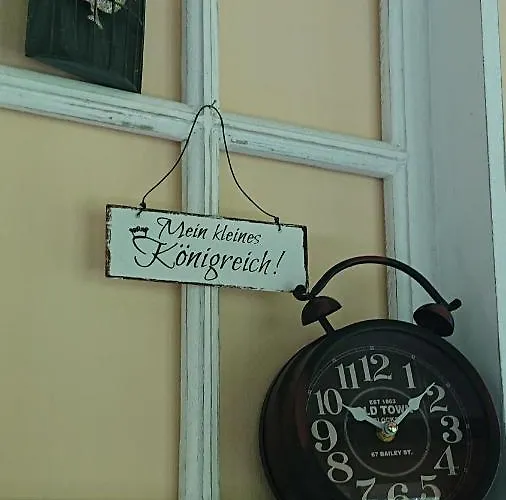 Mein kleines
Königreich!
11 12 1
10 2
EST 1863
OLD TOWN
9 3
67 BAILEY ST.
8 4
7 6 5